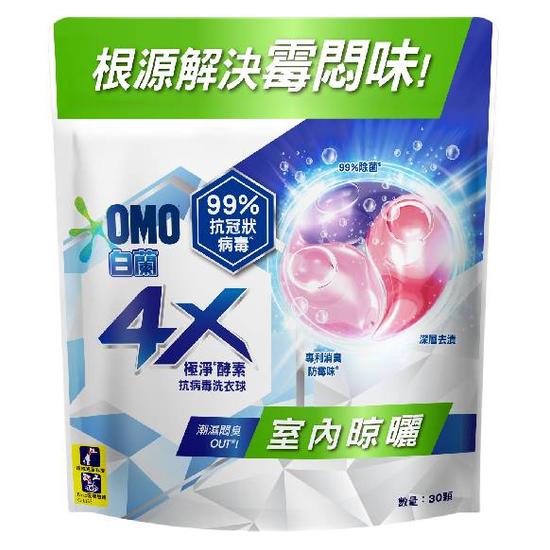 根源解決霉悶味!
99%除菌*
OMO
白蘭
99%
抗冠狀
病毒^
4X
極淨*酵素
抗病毒洗衣球
專利消臭
防霉味*
深層去漬
潮濕悶臭
OUT*!
室內晾曬
數量：30顆